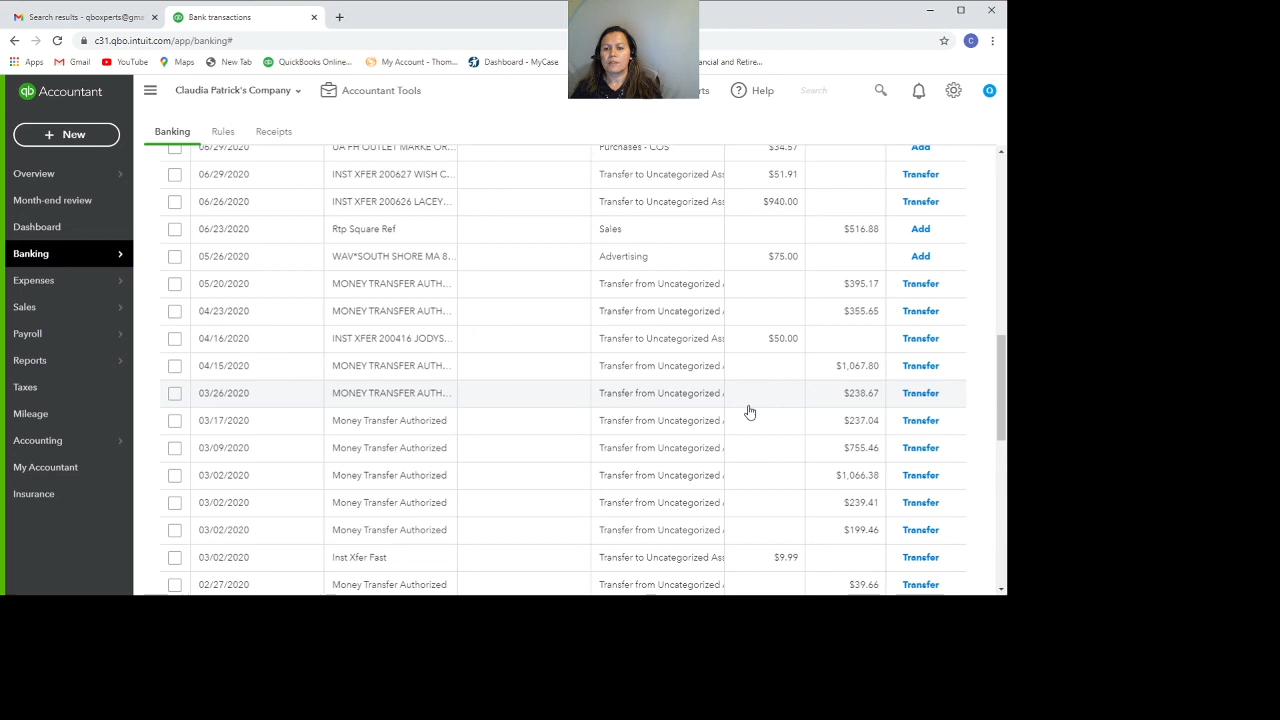 Search results - qboxperts@gma
Bank transactions
c31.qbo.intuit.com/app/banking#
C
Apps Gmail YouTube Maps New Tab QuickBooks Online... My Account - Thom... Dashboard - MyCase ancial and Retire...
qb Accountant
Claudia Patrick's Company
Accountant Tools
rts
Help
Search
Q
+ New
Banking Rules Receipts
Overview
Month-end review
Dashboard
Banking
Expenses
Sales
Payroll
Reports
Taxes
Mileage
Accounting
My Accountant
Insurance
06/29/2020 UA FH OUTLET MARKE OR... Purchases - COS $34.57 Add
06/29/2020 INST XFER 200627 WISH C... Transfer to Uncategorized Ass $51.91 Transfer
06/26/2020 INST XFER 200626 LACEY... Transfer to Uncategorized Ass $940.00 Transfer
06/23/2020 Rtp Square Ref Sales $516.88 Add
05/26/2020 WAV*SOUTH SHORE MA 8... Advertising $75.00 Add
05/20/2020 MONEY TRANSFER AUTH... Transfer from Uncategorized $395.17 Transfer
04/23/2020 MONEY TRANSFER AUTH... Transfer from Uncategorized $355.65 Transfer
04/16/2020 INST XFER 200416 JODYS... Transfer to Uncategorized Ass $50.00 Transfer
04/15/2020 MONEY TRANSFER AUTH... Transfer from Uncategorized $1,067.80 Transfer
03/26/2020 MONEY TRANSFER AUTH... Transfer from Uncategorized $238.67 Transfer
03/17/2020 Money Transfer Authorized Transfer from Uncategorized $237.04 Transfer
03/09/2020 Money Transfer Authorized Transfer from Uncategorized $755.46 Transfer
03/02/2020 Money Transfer Authorized Transfer from Uncategorized $1,066.38 Transfer
03/02/2020 Money Transfer Authorized Transfer from Uncategorized $239.41 Transfer
03/02/2020 Money Transfer Authorized Transfer from Uncategorized $199.46 Transfer
03/02/2020 Inst Xfer Fast Transfer to Uncategorized Ass $9.99 Transfer
02/27/2020 Money Transfer Authorized Transfer from Uncategorized $39.66 Transfer